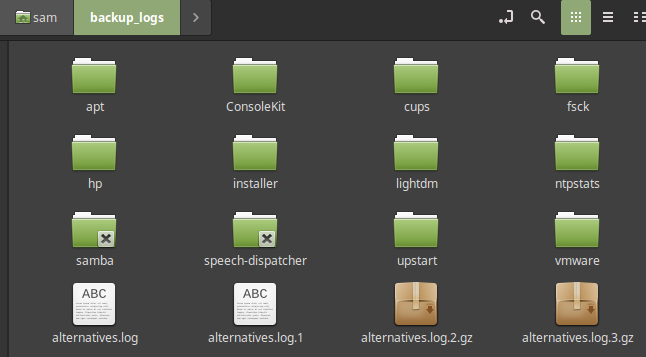 sam backup_logs
apt ConsoleKit cups fsck
hp installer lightdm ntpstats
samba speech-dispatcher upstart vmware
ABC ABC
alternatives.log alternatives.log.1 alternatives.log.2.gz alternatives.log.3.gz